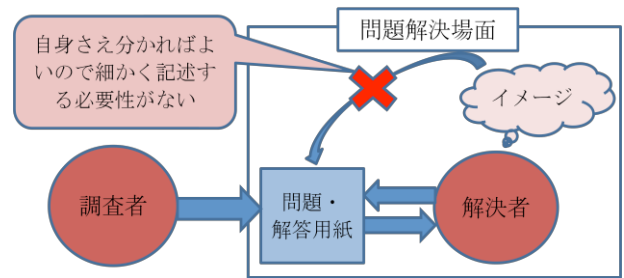 自身さえ分かればよ
いので細かく記述す
る必要性がない
問題解決場面
イメージ
調査者
問題・
解答用紙
解決者